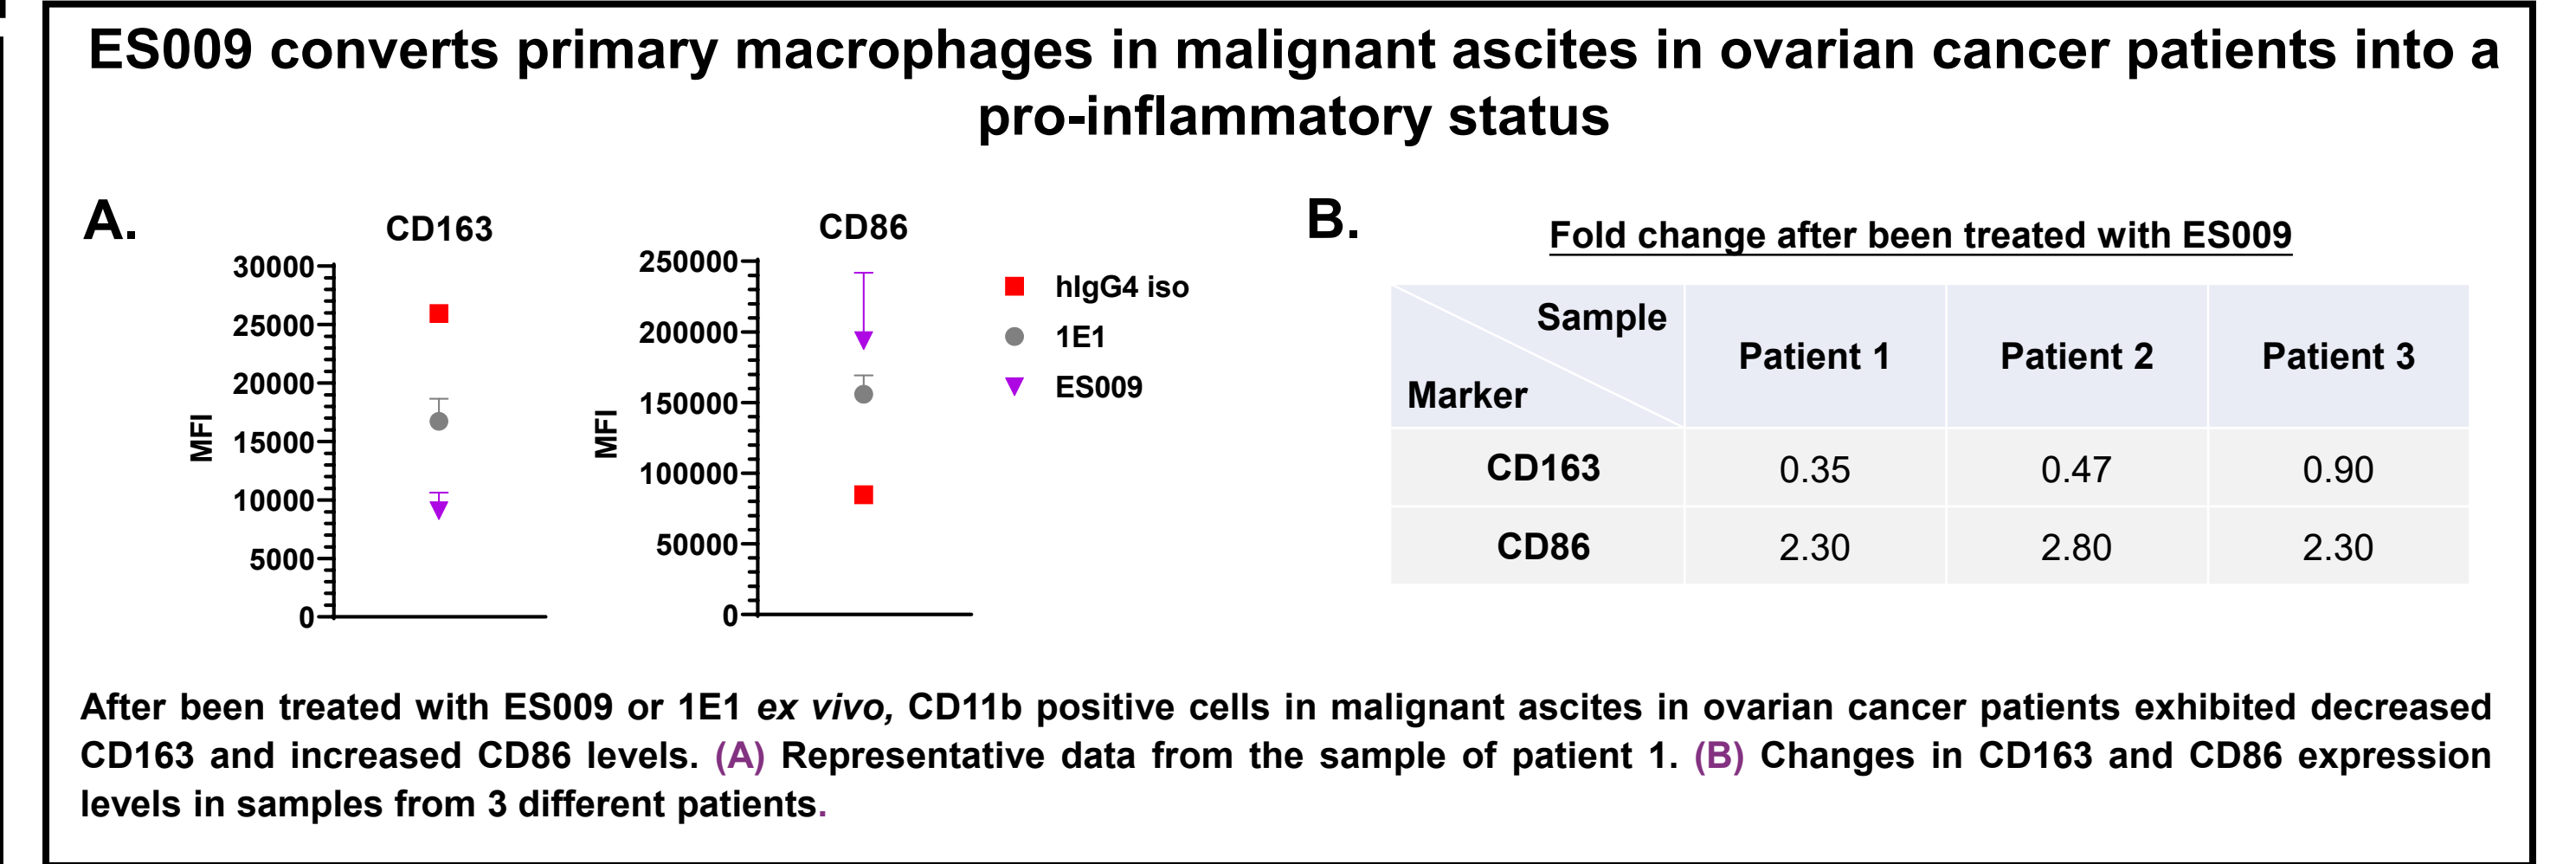 ES009 converts primary macrophages in malignant ascites in ovarian cancer patients into a
pro-inflammatory status
A.
CD163
30000
25000
20000
15000
10000
5000
0
MFI
CD86
250000
200000
150000
100000
50000
0
MFI
hIgG4 iso
1E1
ES009
B.
Fold change after been treated with ES009
Sample
Marker
Patient 1
Patient 2
Patient 3
CD163 0.35 0.47 0.90
CD86 2.30 2.80 2.30
After been treated with ES009 or 1E1 ex vivo, CD11b positive cells in malignant ascites in ovarian cancer patients exhibited decreased
CD163 and increased CD86 levels. (A) Representative data from the sample of patient 1. (B) Changes in CD163 and CD86 expression
levels in samples from 3 different patients.